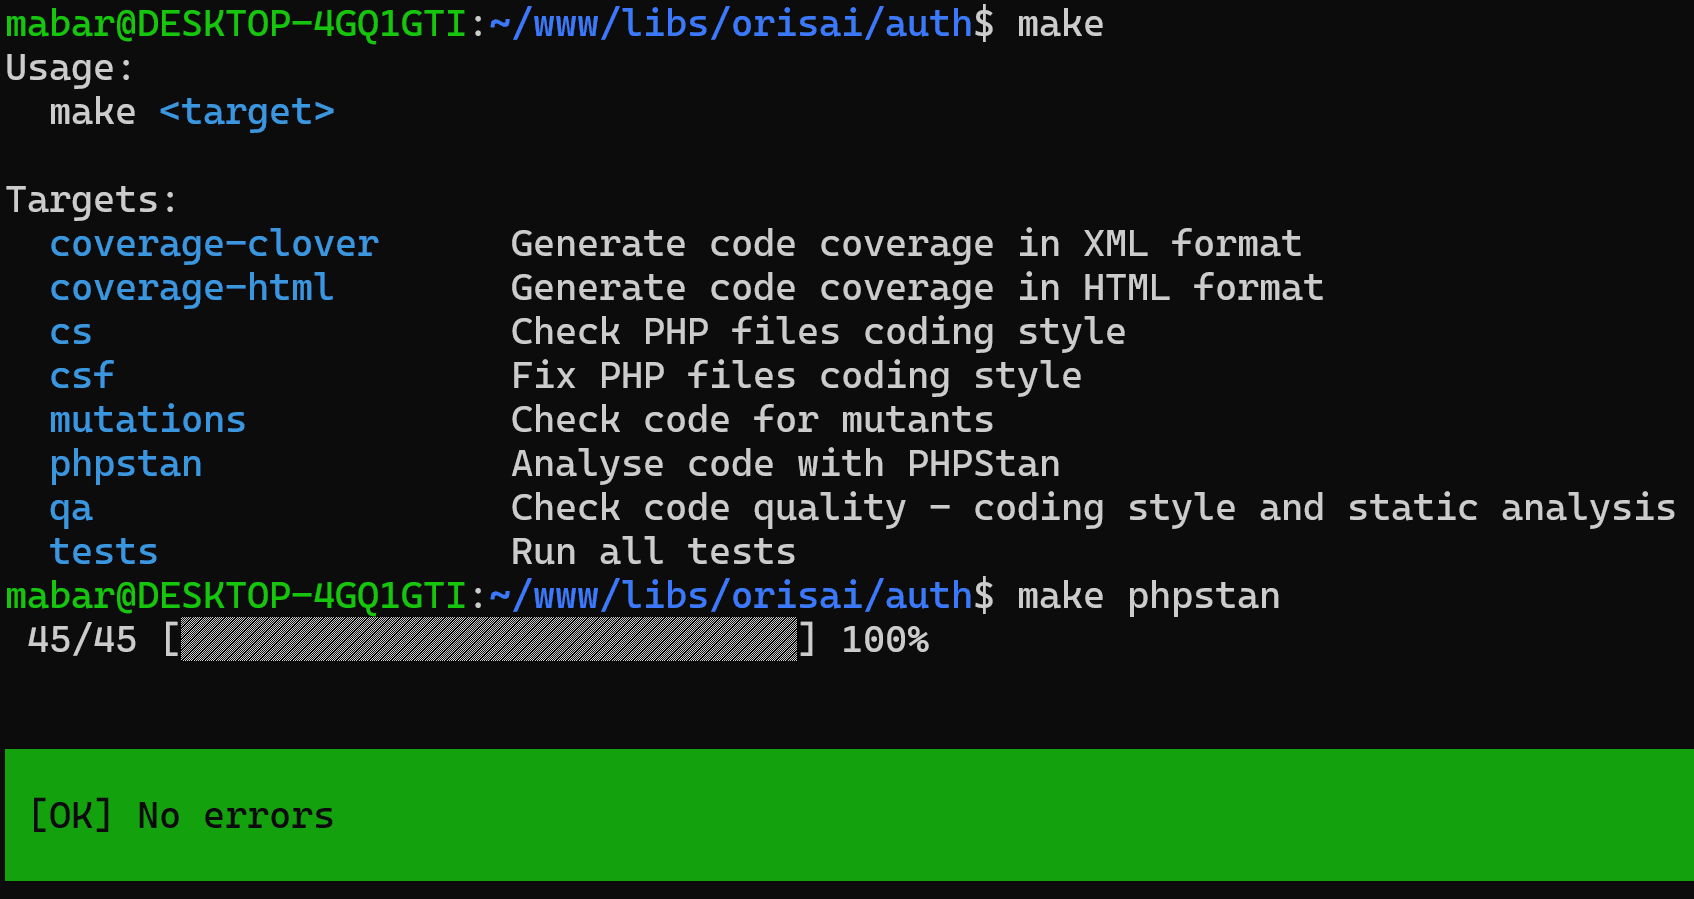 mabar@DESKTOP-4GQ1GTI:~/www/libs/orisai/auth$ make
Usage:
  make <target>

Targets:
  coverage-clover      Generate code coverage in XML format
  coverage-html        Generate code coverage in HTML format
  cs                   Check PHP files coding style
  csf                  Fix PHP files coding style
  mutations            Check code for mutants
  phpstan              Analyse code with PHPStan
  qa                   Check code quality - coding style and static analysis
  tests                Run all tests
mabar@DESKTOP-4GQ1GTI:~/www/libs/orisai/auth$ make phpstan
 45/45 [▓▓▓▓▓▓▓▓▓▓▓▓▓▓▓▓▓▓▓▓▓▓▓▓▓▓▓▓] 100%
 [OK] No errors